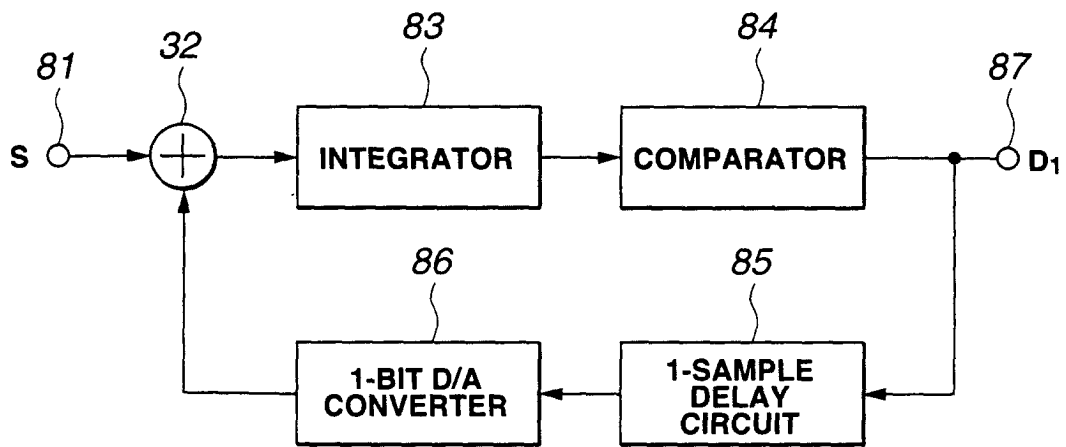 81
32
83
84
87
S
INTEGRATOR
COMPARATOR
D1
86
85
1-BIT D/A
CONVERTER
1-SAMPLE
DELAY
CIRCUIT